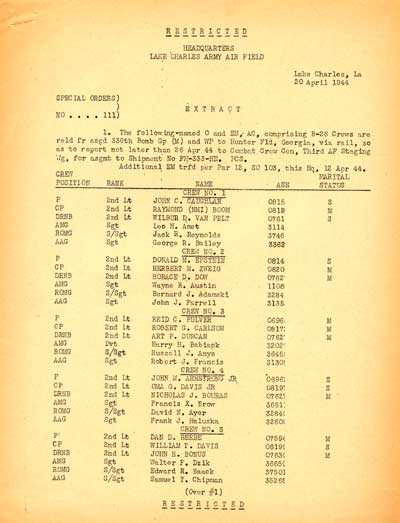 R E S T R I C T E D
HEADQUARTERS
LAKE CHARLES ARMY AIR FIELD
Lake Charles, La
20 April 1944
SPECIAL ORDERS)
)
E X T R A C T
NO . . . . 111)
1. The following-named O and EM, AC, comprising B-26 Crews are
reld fr asgd 336th Bomb Gp (M) and WP to Hunter Fld, Georgia, via rail, so
as to report not later than 26 Apr 44 to Combat Crew Con, Third AF Staging
Wg, for asgmt to Shipment No FH-333-HE. PCS.
Additional EM trfd per Par 12, SO 103, this Hq, 12 Apr 44.
CREW MARITAL
POSITION RANK NAME ASN STATUS
CREW NO. 1
P 2nd Lt JOHN C. CAUGHLAN 0815 S
CP 2nd Lt RAYMOND (NMI) BOOM 0819 M
DRNB 2nd Lt WILBUR D. VAN PELT 0761 S
AMG Sgt Leo H. Amet 3114
ROMG S/Sgt Jack R. Reynolds 3746
AAG Sgt George R. Bailey 3362
CREW NO. 2
P 2nd Lt DONALD M. EPSTEIN 0814 S
CP 2nd Lt HERBERT M. ZWEIG 0820 M
DRNB 2nd Lt HORACE D. DOW 0762 M
AMG Sgt Wayne R. Austin 1108
ROMG S/Sgt Bernard J. Adamski 3284
AAG Sgt John J. Farrell 3135
CREW NO. 3
P 2nd Lt REID C. PULVER 0696 M
CP 2nd Lt ROBERT G. CARLSON 0817 M
DRNB 2nd Lt ART P. DUNCAN 0762 M
AMG Pvt Harry H. Babiack 3202
ROMG S/Sgt Russell J. Amys 3645
AAG Sgt Robert J. Francis 3130
CREW NO. 4
P 2nd Lt JOHN M. ARMSTRONG JR 0696 S
CP 2nd Lt OHA G. DAVIS JR 0819 S
DRNB 2nd Lt NICHOLAS J. BOURAS 0762 M
AMG Sgt Francis X. Brow 3651
ROMG S/Sgt David N. Ayer 3284
AAG Sgt Frank J. Haluska 3260
CREW NO. 5
P 2nd Lt DAN D. BEEBE 0759 M
CP 2nd Lt WILLIAM T. DAVIS 0819 S
DRNB 2nd Lt JOHN H. BONUS 0763 M
AMG Sgt Walter F. Dzik 3665
ROMG S/Sgt Edward R. Baack 3750
AAG S/Sgt Samuel T. Chipman 3526
(Over #1)
R E S T R I C T E D